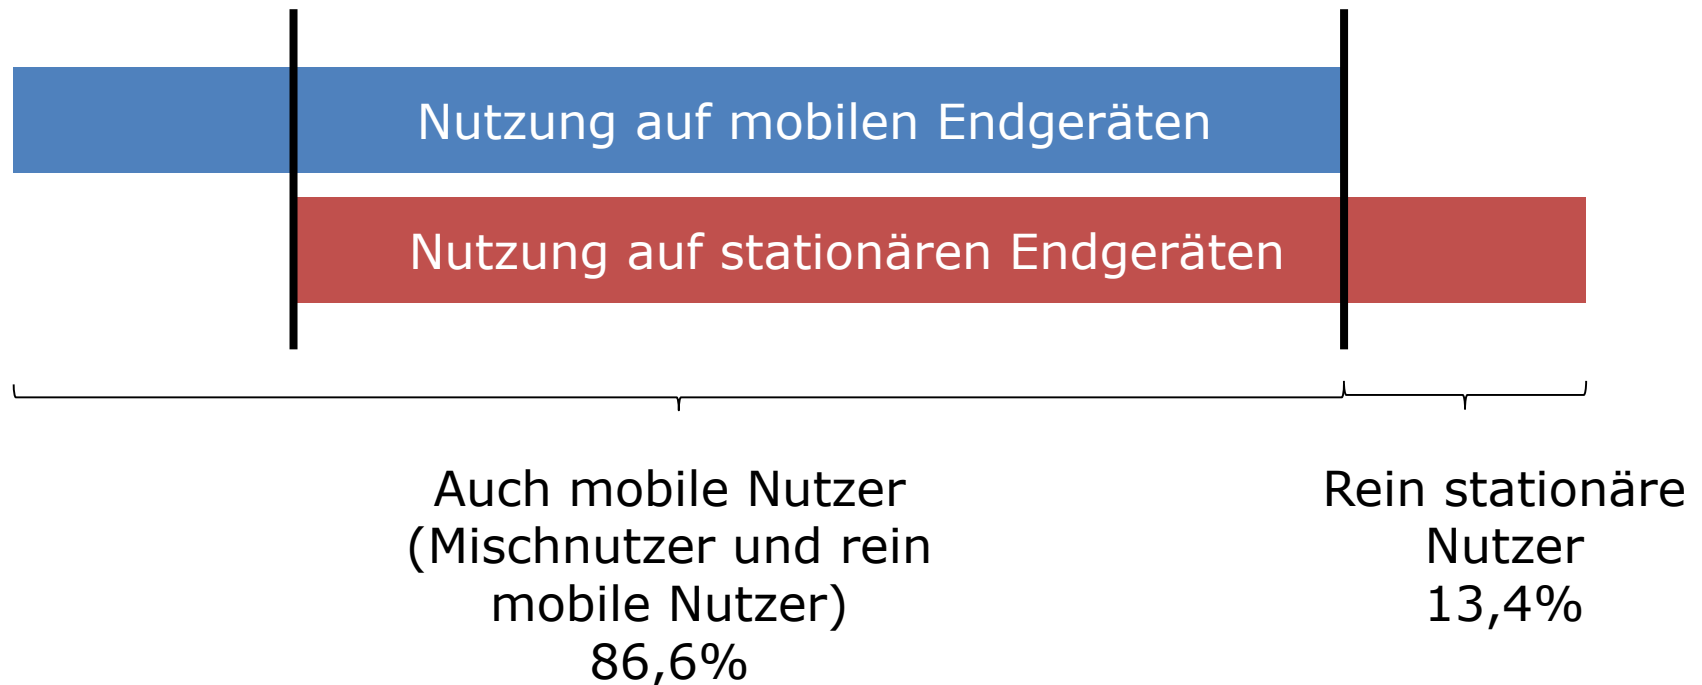 Nutzung auf mobilen Endgeräten
Nutzung auf stationären Endgeräten
Auch mobile Nutzer
(Mischnutzer und rein
mobile Nutzer)
86,6%
Rein stationäre
Nutzer
13,4%